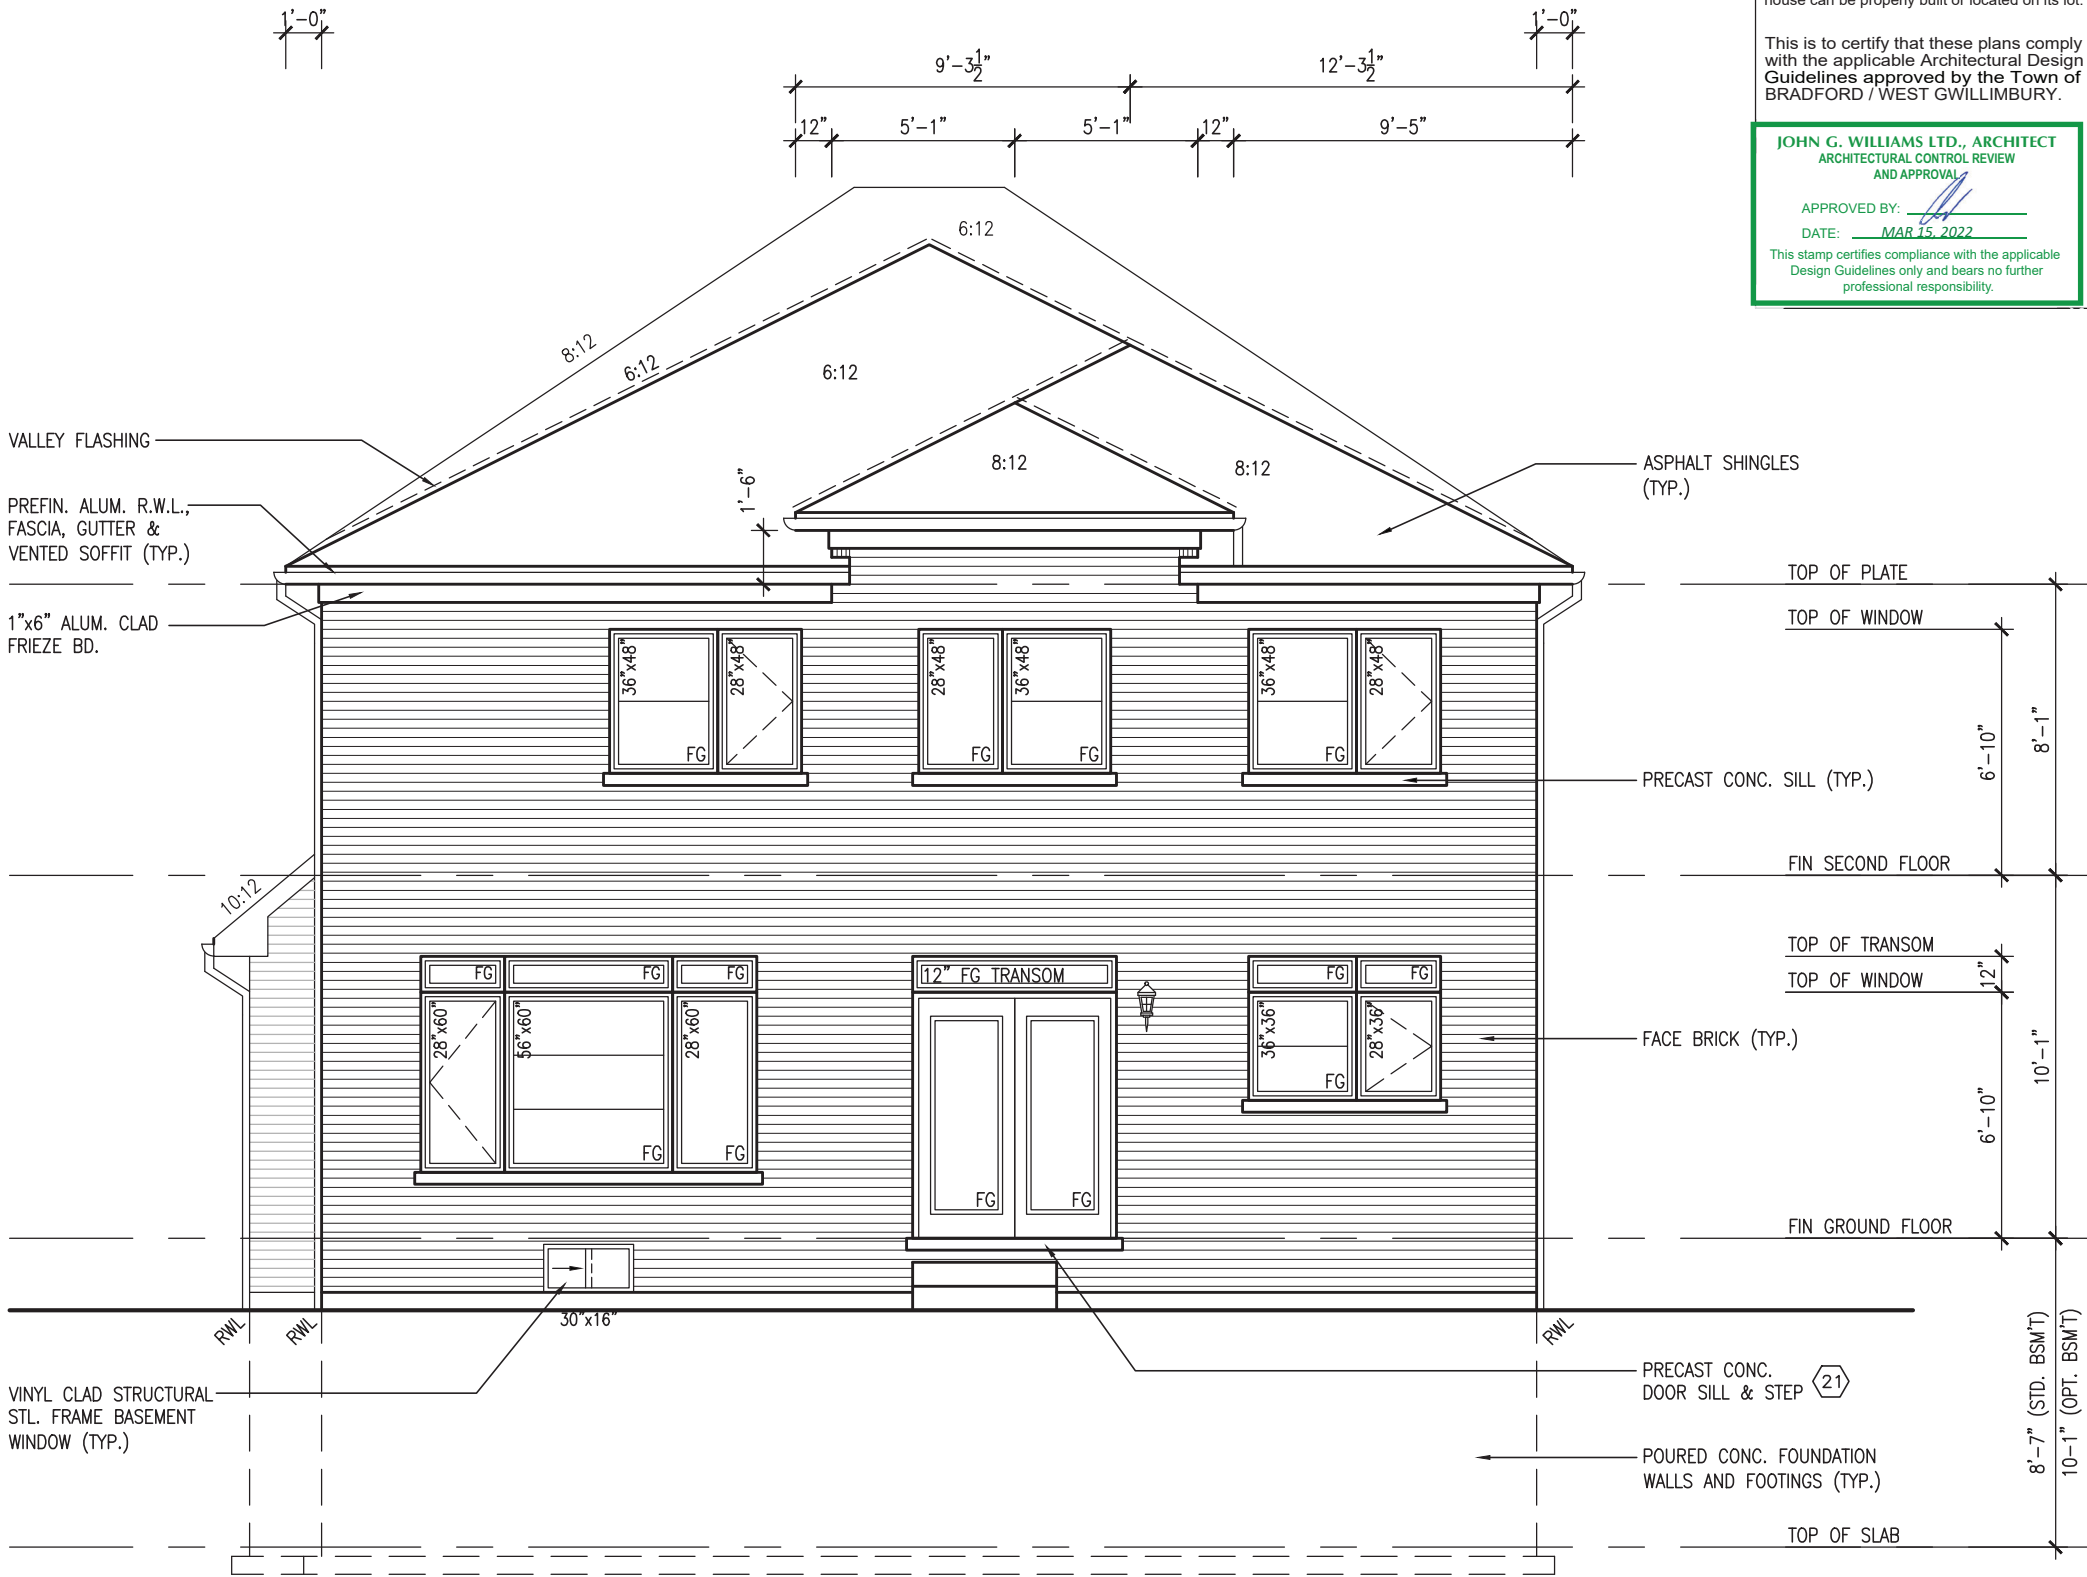 house can be properly built or located on its lot.
This is to certify that these plans comply
with the applicable Architectural Design
Guidelines approved by the Town of
BRADFORD / WEST GWILLIMBURY.
JOHN G. WILLIAMS LTD., ARCHITECT
ARCHITECTURAL CONTROL REVIEW
AND APPROVAL
APPROVED BY:
DATE: MAR 15, 2022
This stamp certifies compliance with the applicable
Design Guidelines only and bears no further
professional responsibility.
1'-0"
1'-0"
9'-3½"
12'-3½"
12"
5'-1"
5'-1"
12"
9'-5"
6:12
8:12
6:12
6:12
8:12
8:12
1'-6"
VALLEY FLASHING
PREFIN. ALUM. R.W.L.,
FASCIA, GUTTER &
VENTED SOFFIT (TYP.)
1"x6" ALUM. CLAD
FRIEZE BD.
ASPHALT SHINGLES
(TYP.)
TOP OF PLATE
TOP OF WINDOW
36"x48"
FG
28"x48"
28"x48"
FG
36"x48"
FG
36"x48"
FG
28"x48"
6'-10"
8'-1"
PRECAST CONC. SILL (TYP.)
FIN SECOND FLOOR
10:12
TOP OF TRANSOM
TOP OF WINDOW
12"
FG
FG
FG
12" FG TRANSOM
FG
FG
28"x60"
56"x60"
FG
28"x60"
FG
FG
FG
36"x36"
FG
28"x36"
FACE BRICK (TYP.)
6'-10"
10'-1"
FIN GROUND FLOOR
30"x16"
RWL
RWL
RWL
VINYL CLAD STRUCTURAL
STL. FRAME BASEMENT
WINDOW (TYP.)
PRECAST CONC.
DOOR SILL & STEP 21
POURED CONC. FOUNDATION
WALLS AND FOOTINGS (TYP.)
8'-7" (STD. BSM'T)
10-1" (OPT. BSM'T)
TOP OF SLAB